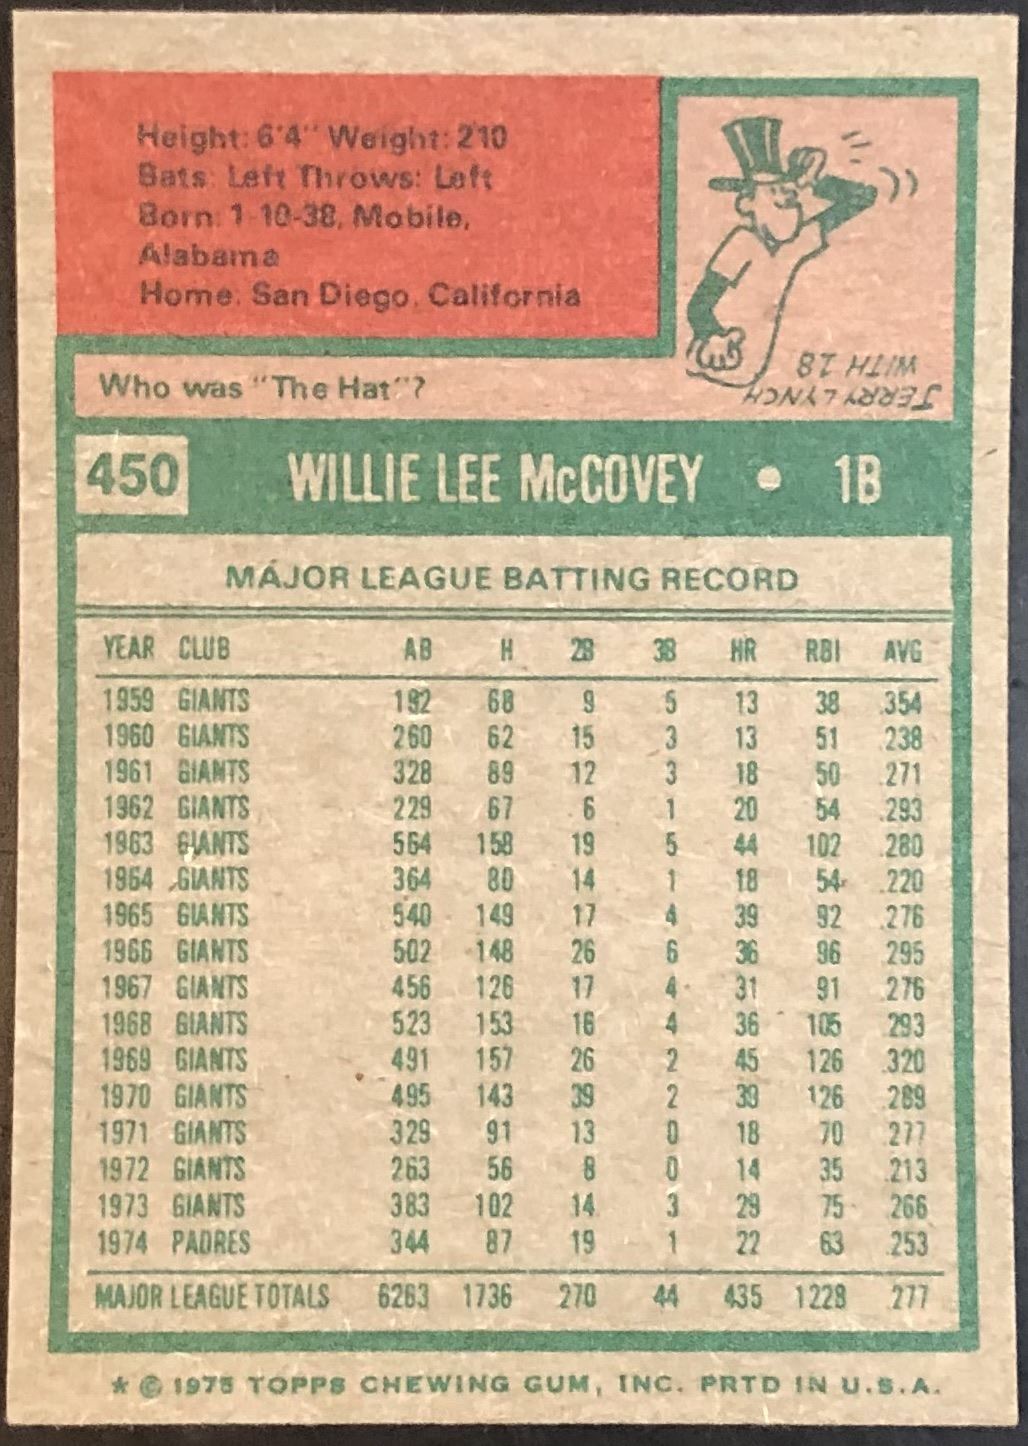 Height: 6'4" Weight: 210
Bats: Left Throws: Left
Born: 1-10-38, Mobile,
Alabama
Home: San Diego, California
Who was "The Hat"?
JERRY LYNCH
WITH 18
450 WILLIE LEE McCOVEY • 1B
MAJOR LEAGUE BATTING RECORD
YEAR CLUB AB H 2B 3B HR RBI AVG
1959 GIANTS 192 68 9 5 13 38 .354
1960 GIANTS 260 62 15 3 13 51 .238
1961 GIANTS 328 89 12 3 18 50 .271
1962 GIANTS 229 67 6 1 20 54 .293
1963 GIANTS 564 158 19 5 44 102 .280
1964 GIANTS 364 80 14 1 18 54 .220
1965 GIANTS 540 149 17 4 39 92 .276
1966 GIANTS 502 148 26 6 36 96 .295
1967 GIANTS 456 126 17 4 31 91 .276
1968 GIANTS 523 153 16 4 36 105 .293
1969 GIANTS 491 157 26 2 45 126 .320
1970 GIANTS 495 143 39 2 39 126 .289
1971 GIANTS 329 91 13 0 18 70 .277
1972 GIANTS 263 56 8 0 14 35 .213
1973 GIANTS 383 102 14 3 29 75 .266
1974 PADRES 344 87 19 1 22 63 .253
MAJOR LEAGUE TOTALS 6263 1736 270 44 435 1228 .277
* © 1975 TOPPS CHEWING GUM, INC. PRTD IN U.S.A.